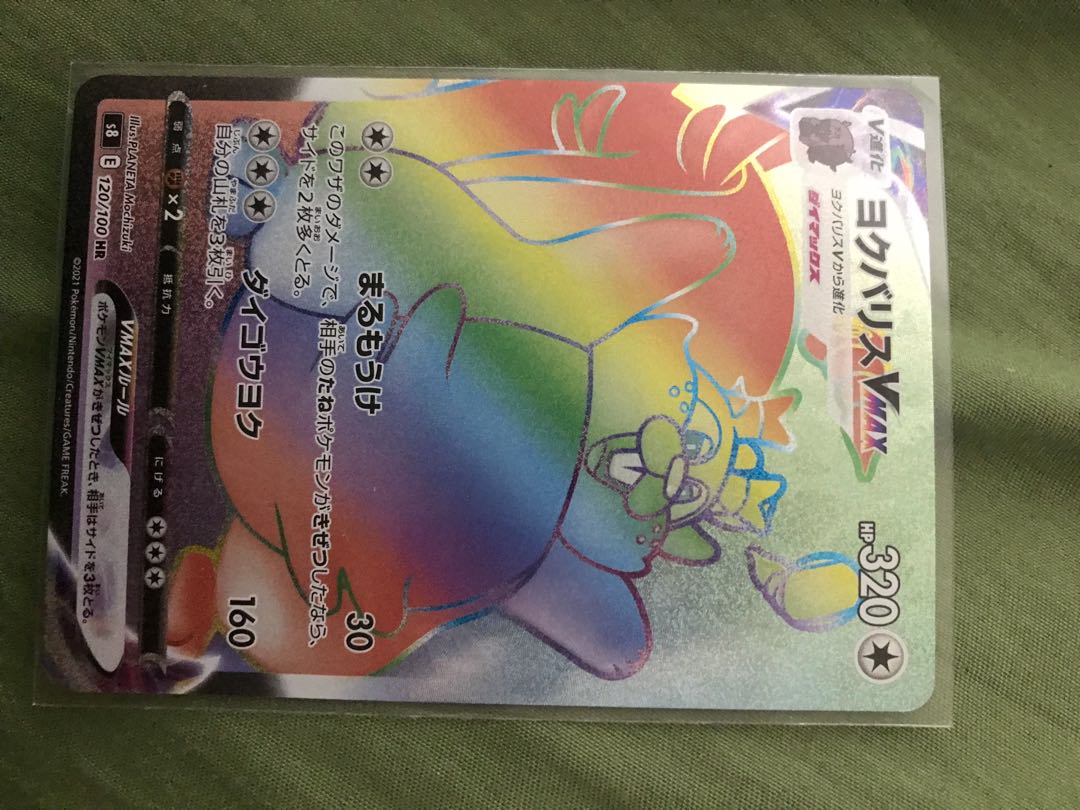 V進化
ヨクバリスVMAX
HP320
ヨクバリスVから進化
ダイマックス
まるもうけ 30
このワザのダメージで、相手のたねポケモンがきぜつしたなら、
サイドを2枚多くとる。
ダイゴウヨク 160
自分の山札を3枚引く。
弱点 ×2 抵抗力 にげる
Illus.PLANETA Mochizuki
s8 E 120/100 HR
VMAXルール
ポケモンVMAXがきぜつしたとき、相手はサイドを3枚とる。
©2021 Pokémon/Nintendo/Creatures/GAME FREAK.